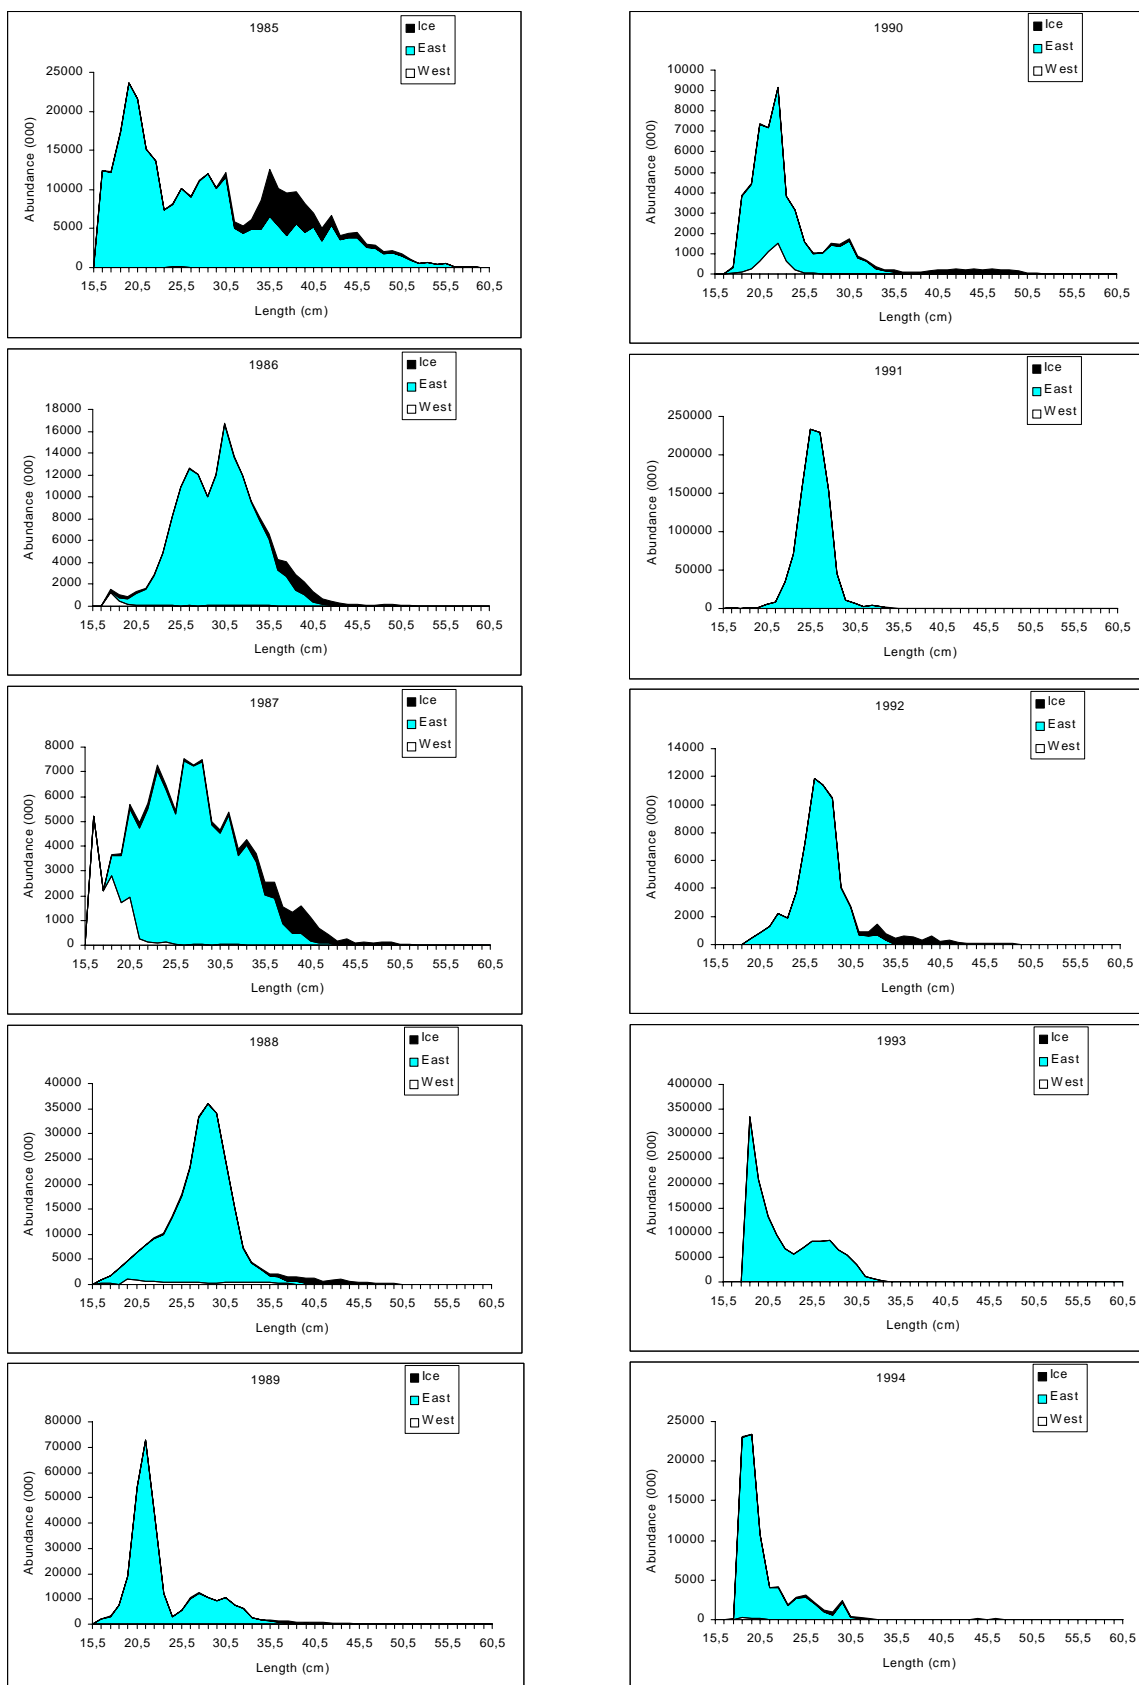 1985
Ice
East
West
Abundance (000)
25000
20000
15000
10000
5000
0
15,5 20,5 25,5 30,5 35,5 40,5 45,5 50,5 55,5 60,5
Length (cm)
1986
Ice
East
West
Abundance (000)
18000
16000
14000
12000
10000
8000
6000
4000
2000
0
15,5 20,5 25,5 30,5 35,5 40,5 45,5 50,5 55,5 60,5
Length (cm)
1987
Ice
East
West
Abundance (000)
8000
7000
6000
5000
4000
3000
2000
1000
0
15,5 20,5 25,5 30,5 35,5 40,5 45,5 50,5 55,5 60,5
Length (cm)
1988
Ice
East
West
Abundance (000)
40000
35000
30000
25000
20000
15000
10000
5000
0
15,5 20,5 25,5 30,5 35,5 40,5 45,5 50,5 55,5 60,5
Length (cm)
1989
Ice
East
West
Abundance (000)
80000
70000
60000
50000
40000
30000
20000
10000
0
15,5 20,5 25,5 30,5 35,5 40,5 45,5 50,5 55,5 60,5
Length (cm)
1990
Ice
East
West
Abundance (000)
10000
9000
8000
7000
6000
5000
4000
3000
2000
1000
0
15,5 20,5 25,5 30,5 35,5 40,5 45,5 50,5 55,5 60,5
Length (cm)
1991
Ice
East
West
Abundance (000)
250000
200000
150000
100000
50000
0
15,5 20,5 25,5 30,5 35,5 40,5 45,5 50,5 55,5 60,5
Length (cm)
1992
Ice
East
West
Abundance (000)
14000
12000
10000
8000
6000
4000
2000
0
15,5 20,5 25,5 30,5 35,5 40,5 45,5 50,5 55,5 60,5
Length (cm)
1993
Ice
East
West
Abundance (000)
400000
350000
300000
250000
200000
150000
100000
50000
0
15,5 20,5 25,5 30,5 35,5 40,5 45,5 50,5 55,5 60,5
Length (cm)
1994
Ice
East
West
Abundance (000)
25000
20000
15000
10000
5000
0
15,5 20,5 25,5 30,5 35,5 40,5 45,5 50,5 55,5 60,5
Length (cm)